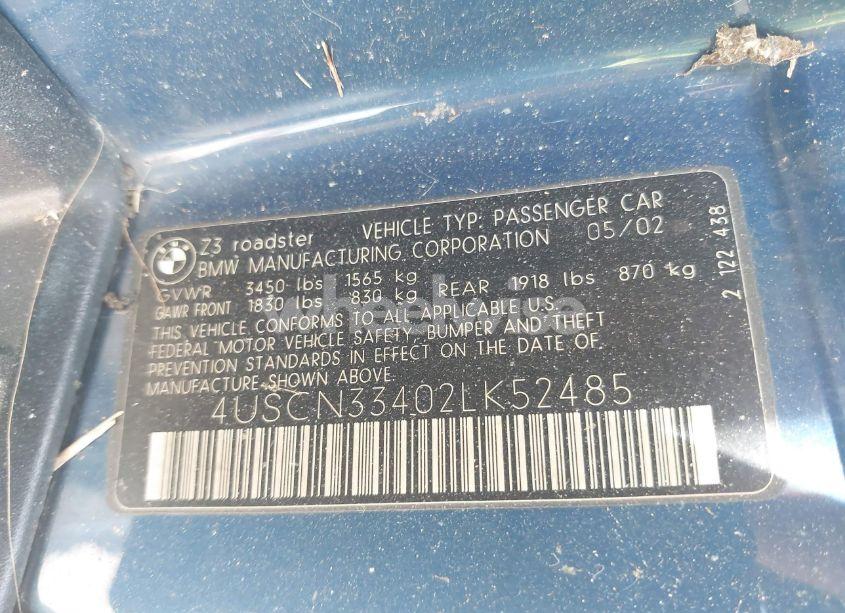 BMW
Z3 roadster VEHICLE TYP: PASSENGER CAR
BMW MANUFACTURING CORPORATION 05/02
GVWR 3450 lbs 1565 kg
GAWR FRONT 1830 lbs 830 kg REAR 1918 lbs 870 kg
THIS VEHICLE CONFORMS TO ALL APPLICABLE U.S.
FEDERAL MOTOR VEHICLE SAFETY, BUMPER AND THEFT
PREVENTION STANDARDS IN EFFECT ON THE DATE OF
MANUFACTURE SHOWN ABOVE.
4USCN33402LK52485
2 122 438
wheelwise